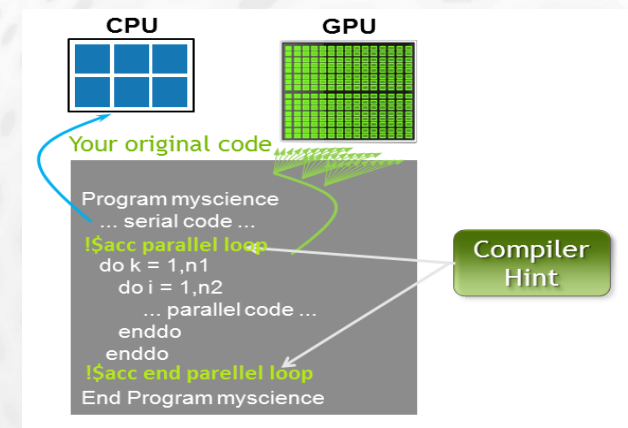 CPU
GPU
Your original code
Program myscience
... serial code ...
!$acc parallel loop
do k = 1,n1
do i = 1,n2
... parallel code ...
enddo
enddo
!$acc end parellel loop
End Program myscience
Compiler
Hint